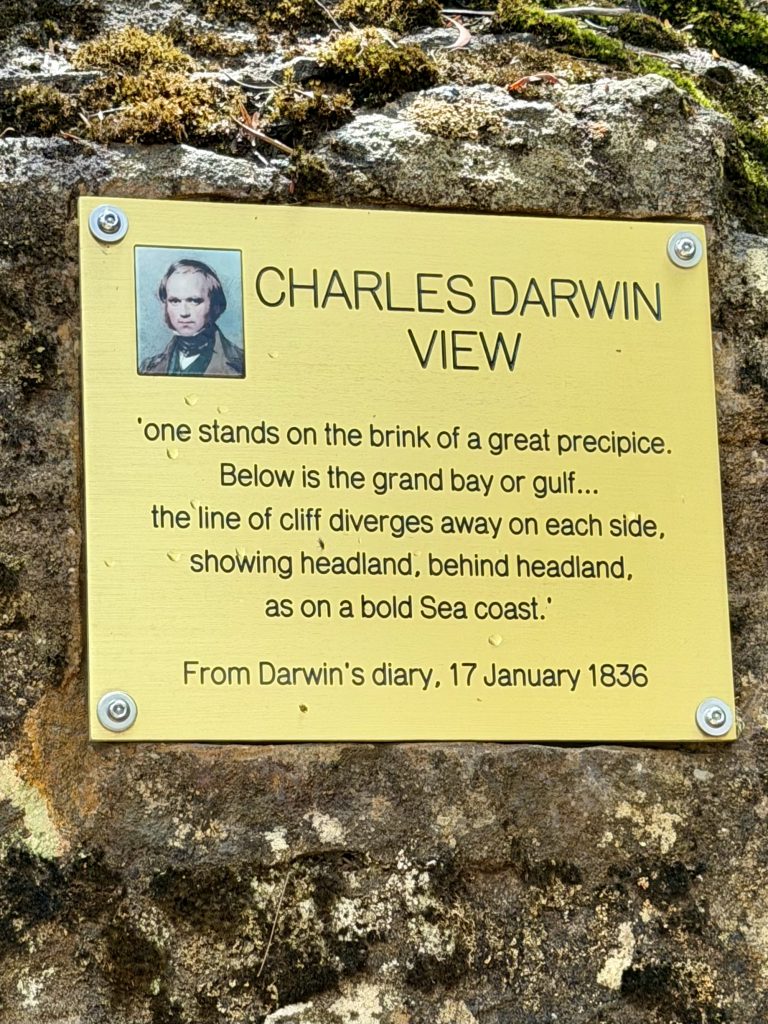 CHARLES DARWIN
VIEW
'one stands on the brink of a great precipice.
Below is the grand bay or gulf...
the line of cliff diverges away on each side,
showing headland, behind headland,
as on a bold Sea coast.'
From Darwin's diary, 17 January 1836